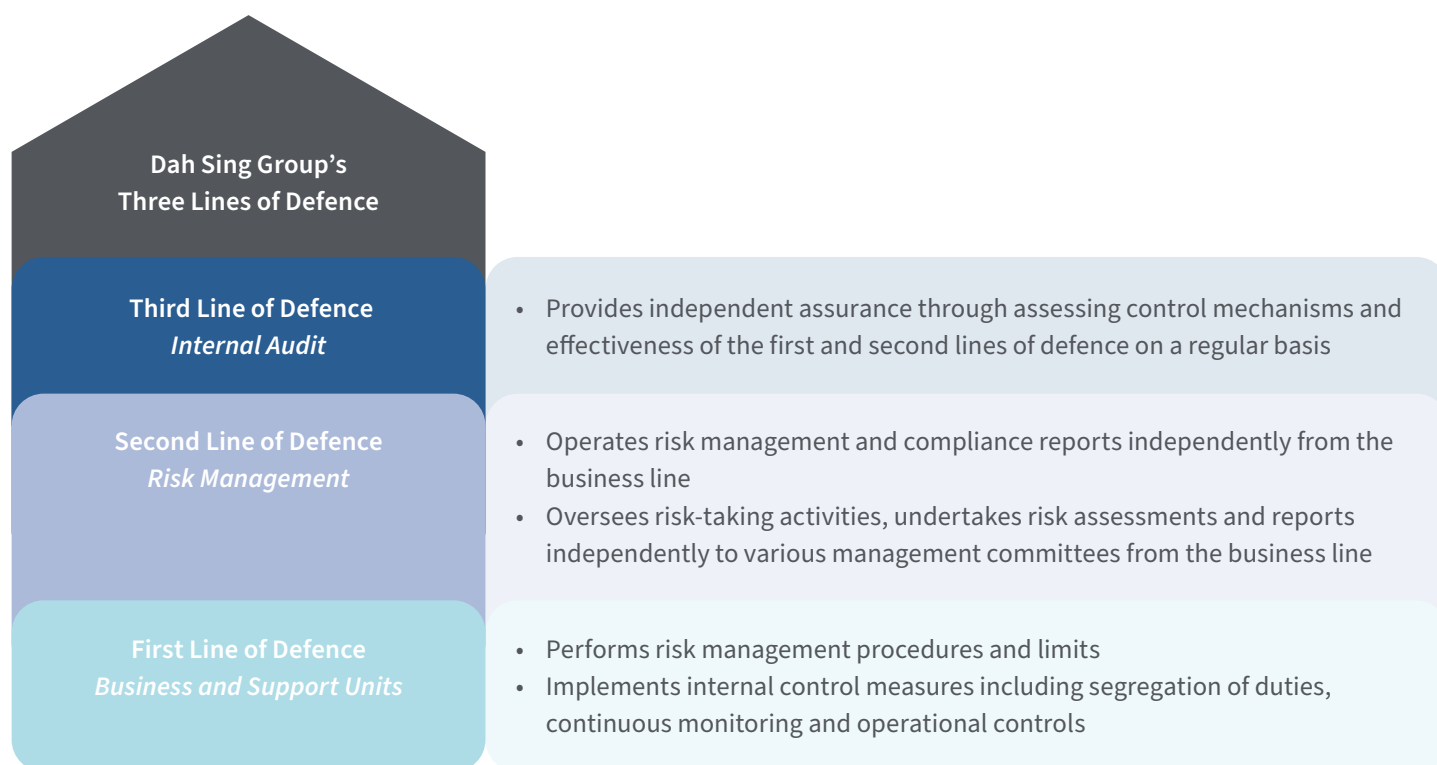 Dah Sing Group’s
Three Lines of Defence
Third Line of Defence
Internal Audit
• Provides independent assurance through assessing control mechanisms and
effectiveness of the first and second lines of defence on a regular basis
Second Line of Defence
Risk Management
• Operates risk management and compliance reports independently from the
business line
• Oversees risk-taking activities, undertakes risk assessments and reports
independently to various management committees from the business line
First Line of Defence
Business and Support Units
• Performs risk management procedures and limits
• Implements internal control measures including segregation of duties,
continuous monitoring and operational controls